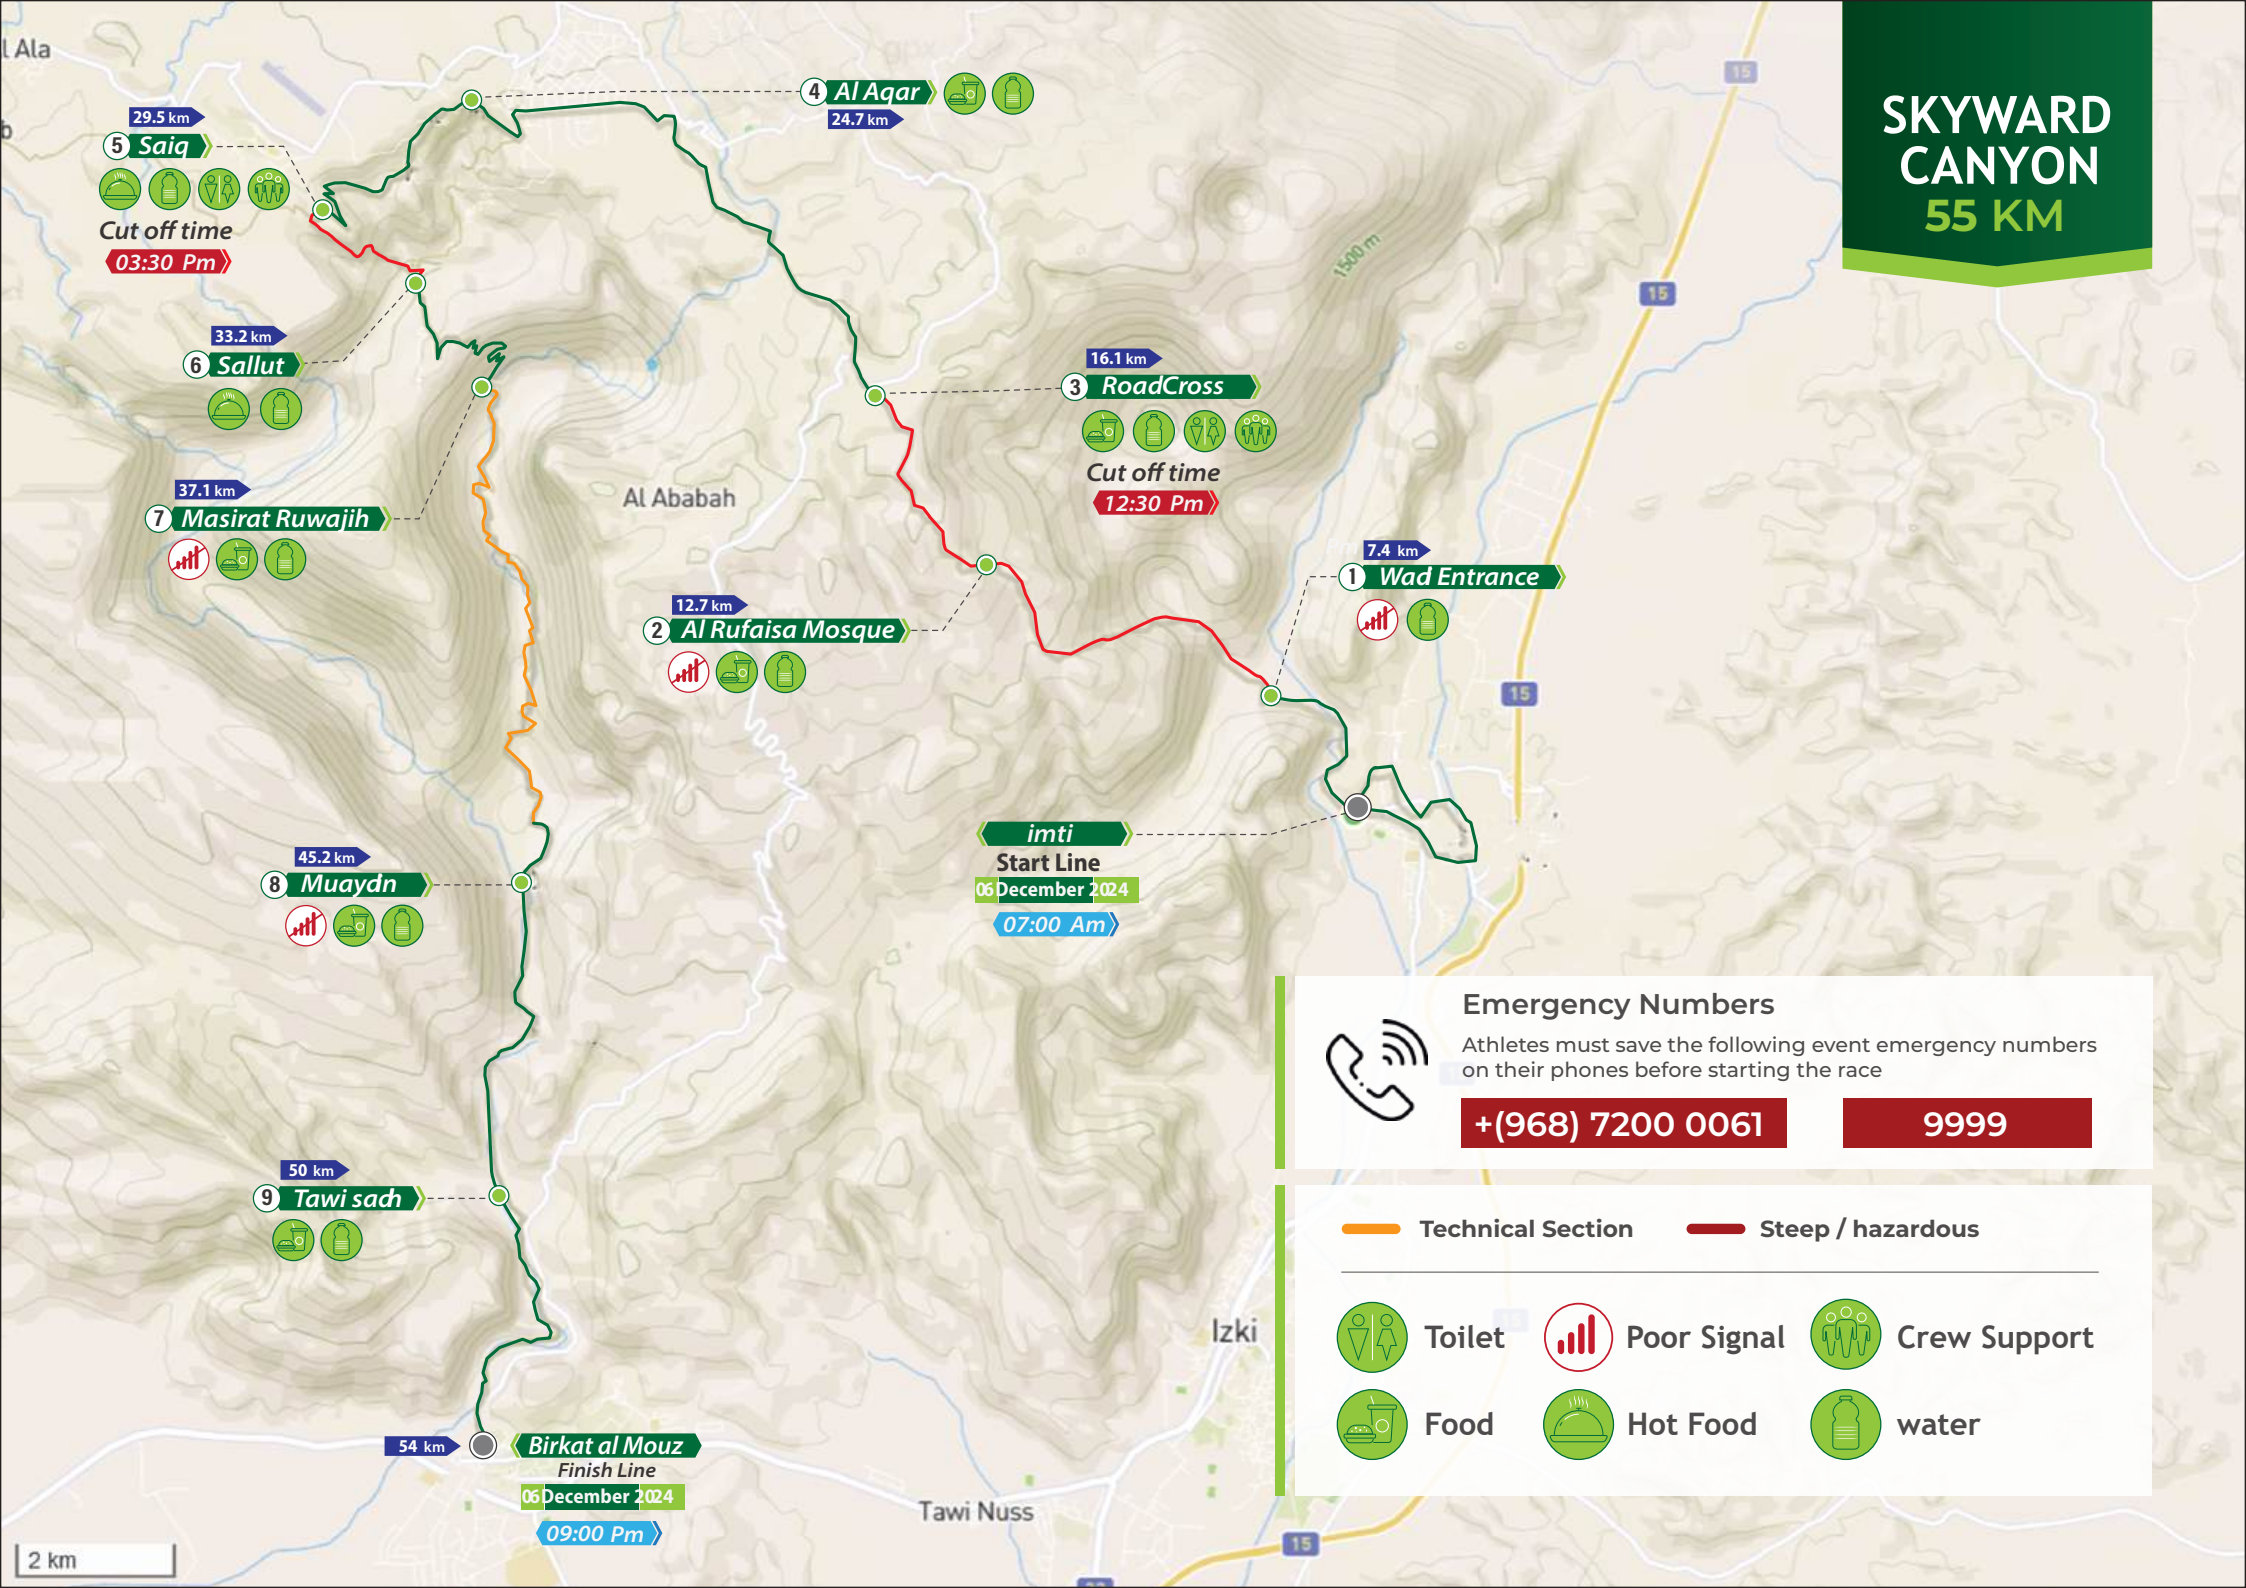 l Ala
b
SKYWARD
CANYON
55 KM
15
15
15
15
1500 m
4 Al Aqar
24.7 km
29.5 km
5 Saiq
Cut off time
03:30 Pm
33.2 km
6 Sallut
37.1 km
7 Masirat Ruwajih
Al Ababah
16.1 km
3 RoadCross
Cut off time
12:30 Pm
7.4 km
1 Wad Entrance
12.7 km
2 Al Rufaisa Mosque
imti
Start Line
06 December 2024
07:00 Am
45.2 km
8 Muaydn
50 km
9 Tawi sadh
54 km
Birkat al Mouz
Finish Line
06 December 2024
09:00 Pm
Izki
Tawi Nuss
2 km
Emergency Numbers
Athletes must save the following event emergency numbers
on their phones before starting the race
+(968) 7200 0061
9999
Technical Section
Steep / hazardous
Toilet
Poor Signal
Crew Support
Food
Hot Food
water